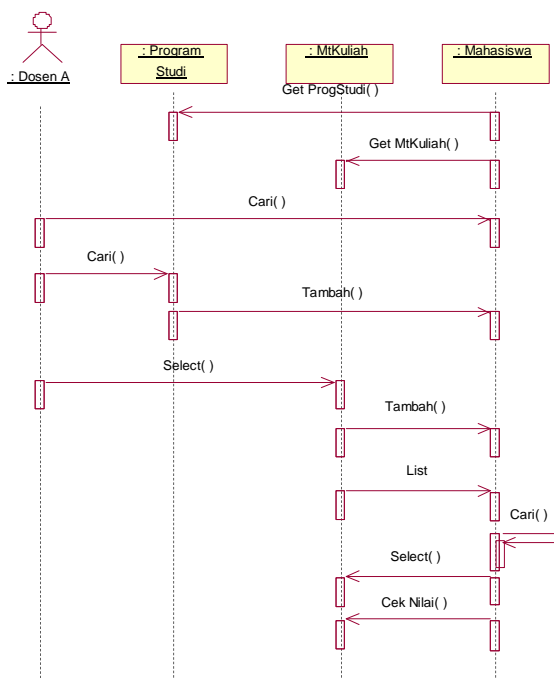 : Dosen A
: Program
Studi
: MtKuliah
: Mahasiswa
Get ProgStudi( )
Get MtKuliah( )
Cari( )
Cari( )
Tambah( )
Select( )
Tambah( )
List
Cari( )
Select( )
Cek Nilai( )